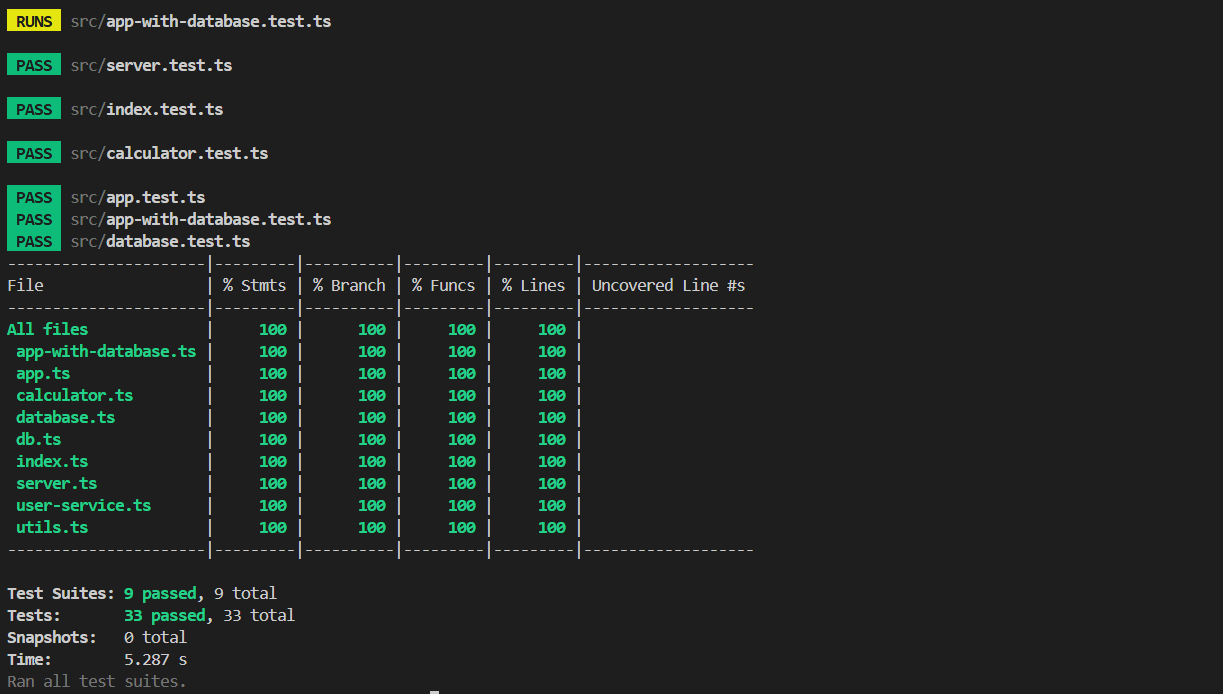 RUNS src/app-with-database.test.ts
PASS src/server.test.ts
PASS src/index.test.ts
PASS src/calculator.test.ts
PASS src/app.test.ts
PASS src/app-with-database.test.ts
PASS src/database.test.ts
----------------------|---------|----------|---------|---------|-------------------
File                  | % Stmts | % Branch | % Funcs | % Lines | Uncovered Line #s
----------------------|---------|----------|---------|---------|-------------------
All files             |     100 |      100 |     100 |     100 |
 app-with-database.ts |     100 |      100 |     100 |     100 |
 app.ts               |     100 |      100 |     100 |     100 |
 calculator.ts        |     100 |      100 |     100 |     100 |
 database.ts          |     100 |      100 |     100 |     100 |
 db.ts                |     100 |      100 |     100 |     100 |
 index.ts             |     100 |      100 |     100 |     100 |
 server.ts            |     100 |      100 |     100 |     100 |
 user-service.ts      |     100 |      100 |     100 |     100 |
 utils.ts             |     100 |      100 |     100 |     100 |
----------------------|---------|----------|---------|---------|-------------------
Test Suites: 9 passed, 9 total
Tests:       33 passed, 33 total
Snapshots:   0 total
Time:        5.287 s
Ran all test suites.